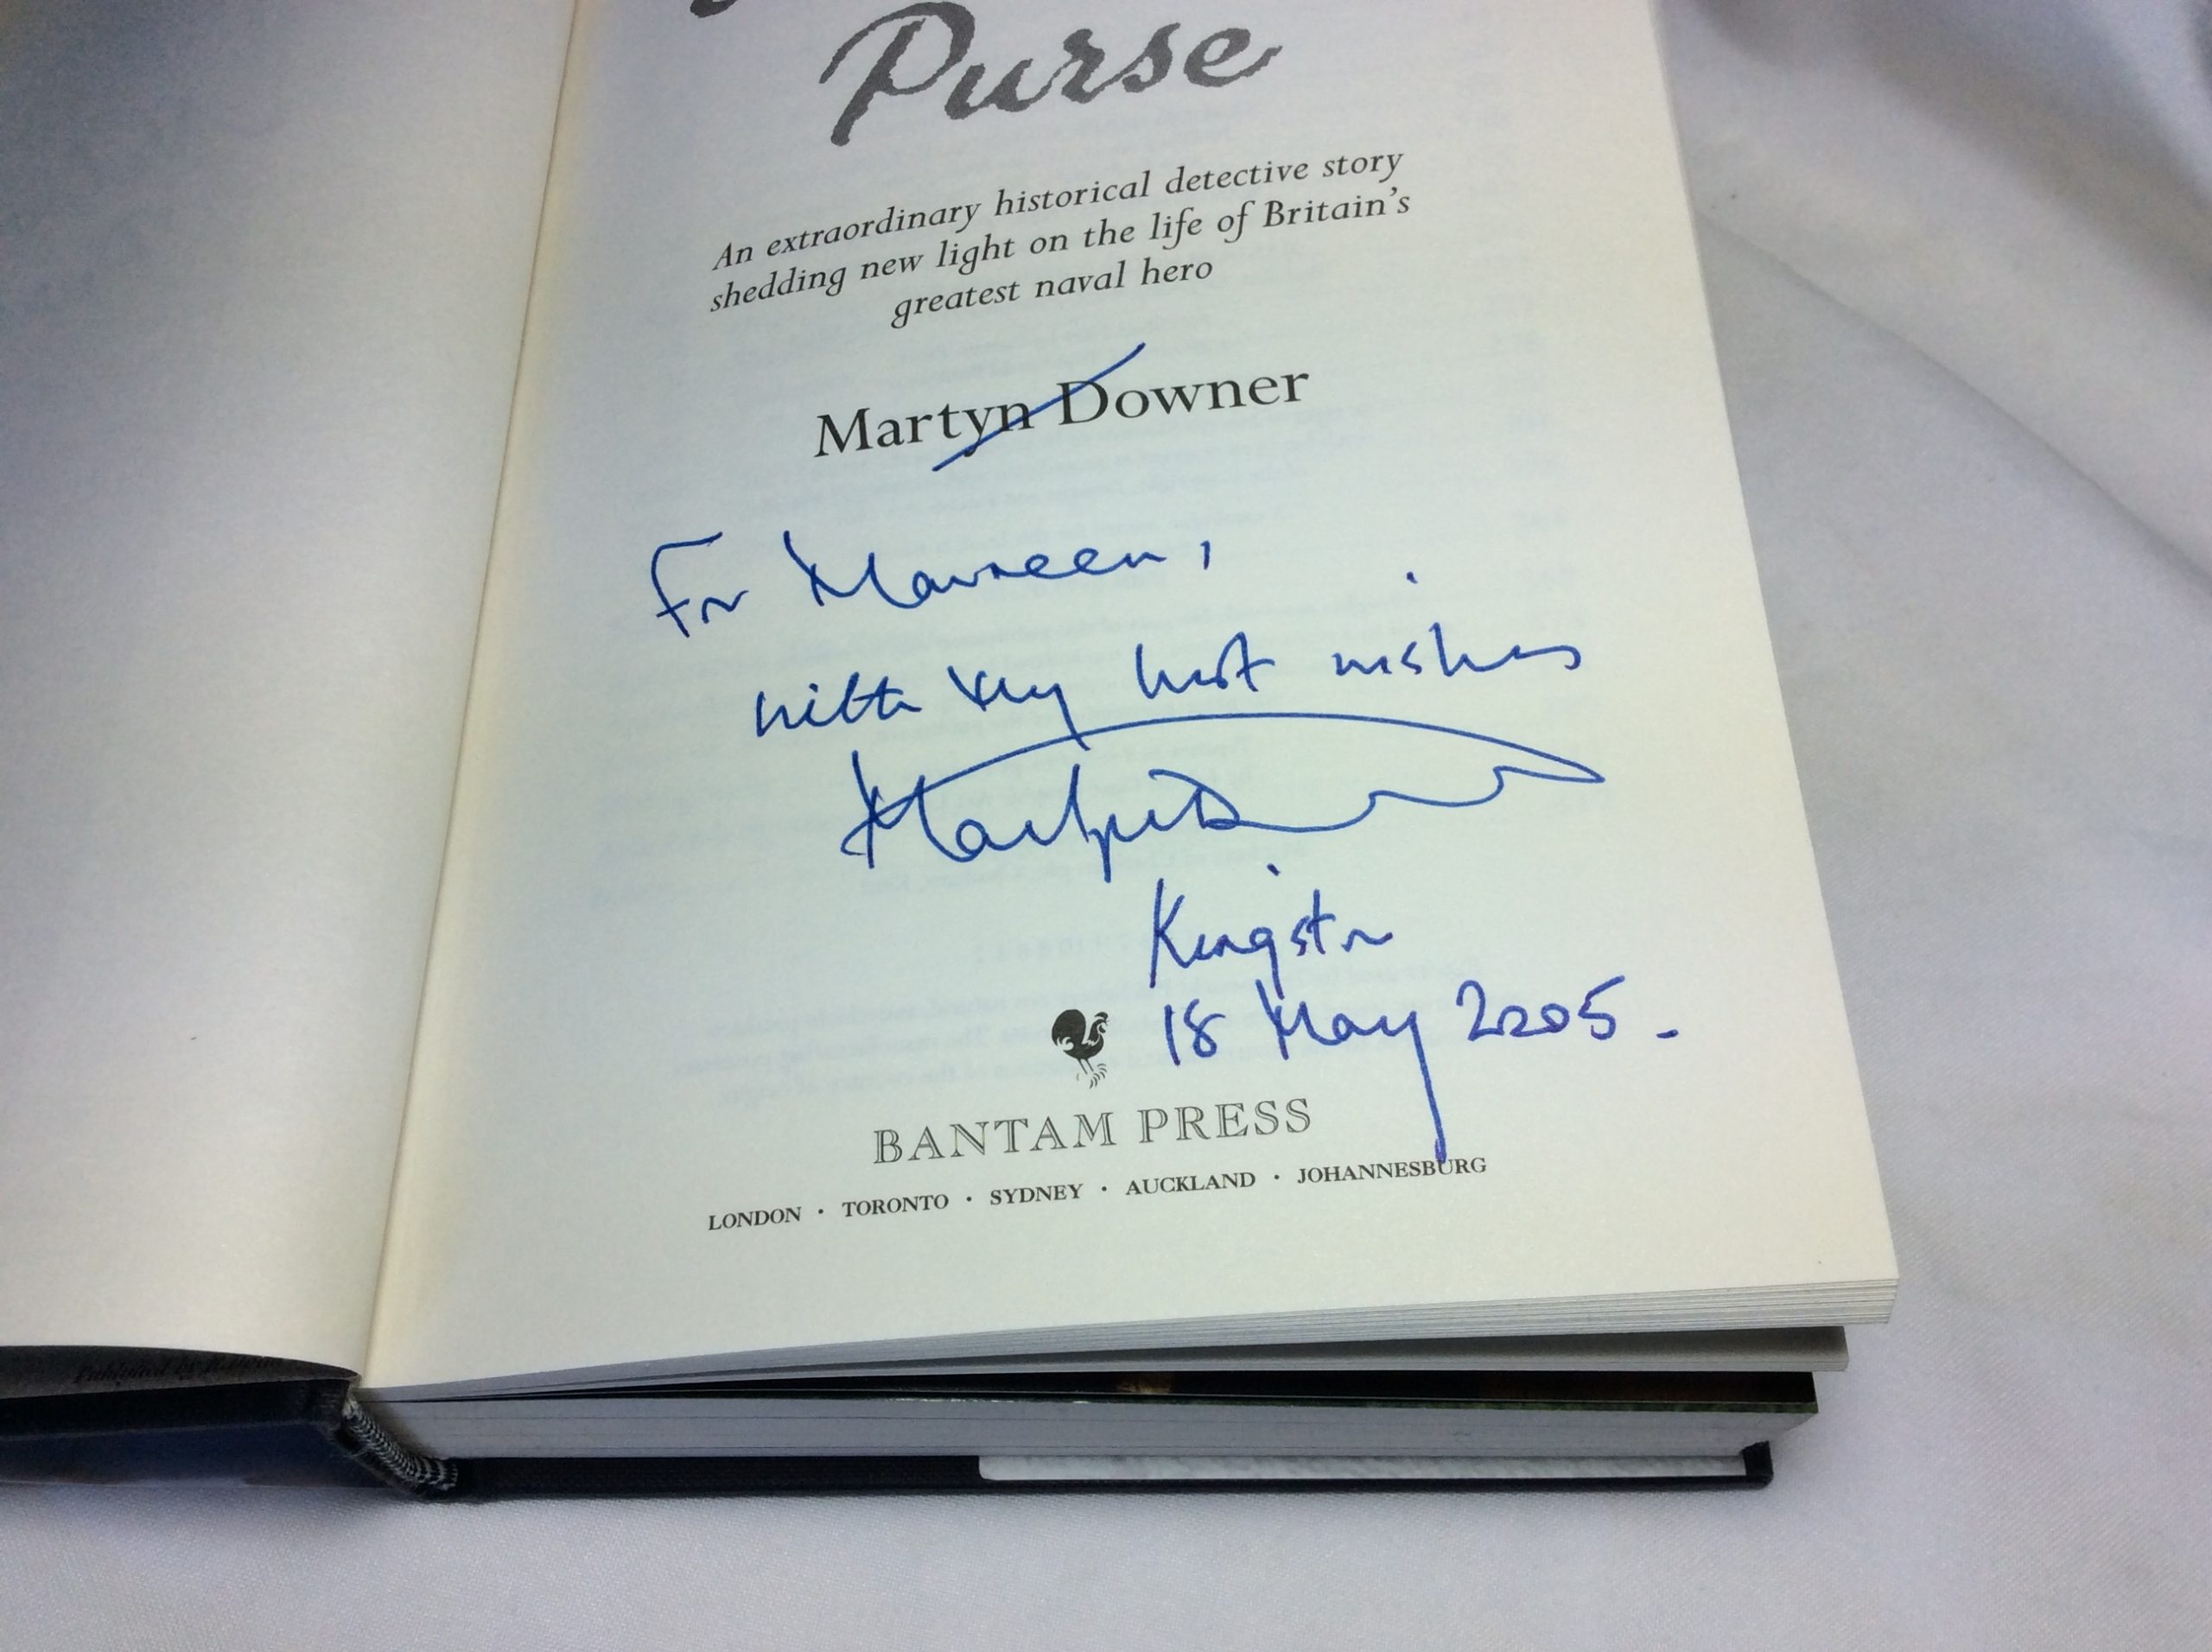 Purse
An extraordinary historical detective story
shedding new light on the life of Britain's
greatest naval hero
Martyn Downer
For Maureen,
with very best wishes
Martyn D
Kingston
18 May 2005.
BANTAM PRESS
LONDON · TORONTO · SYDNEY · AUCKLAND · JOHANNESBURG